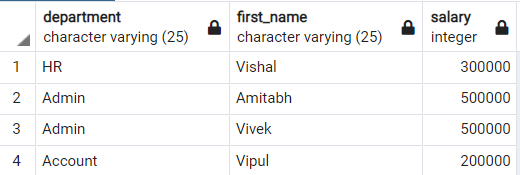 department first_name salary
character varying (25) character varying (25) integer
1 HR Vishal 300000
2 Admin Amitabh 500000
3 Admin Vivek 500000
4 Account Vipul 200000